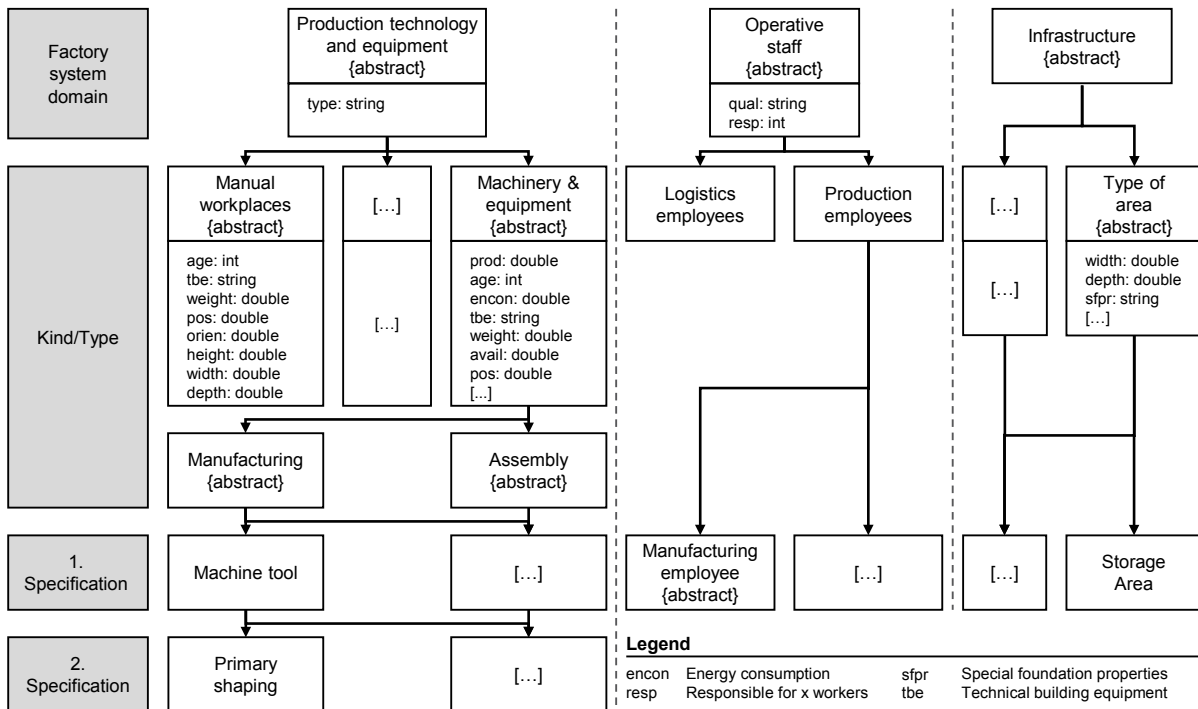 Factory
system
domain
Production technology
and equipment
{abstract}
type: string
Operative
staff
{abstract}
qual: string
resp: int
Infrastructure
{abstract}
Kind/Type
Manual
workplaces
{abstract}
age: int
tbe: string
weight: double
pos: double
orien: double
height: double
width: double
depth: double
[…]
[…]
Machinery &
equipment
{abstract}
prod: double
age: int
encon: double
tbe: string
weight: double
avail: double
pos: double
[...]
Logistics
employees
Production
employees
[…]
[…]
Type of
area
{abstract}
width: double
depth: double
sfpr: string
[…]
Manufacturing
{abstract}
Assembly
{abstract}
1.
Specification
Machine tool
[…]
Manufacturing
employee
{abstract}
[…]
[…]
Storage
Area
2.
Specification
Primary
shaping
[…]
Legend
encon Energy consumption sfpr Special foundation properties
resp Responsible for x workers tbe Technical building equipment